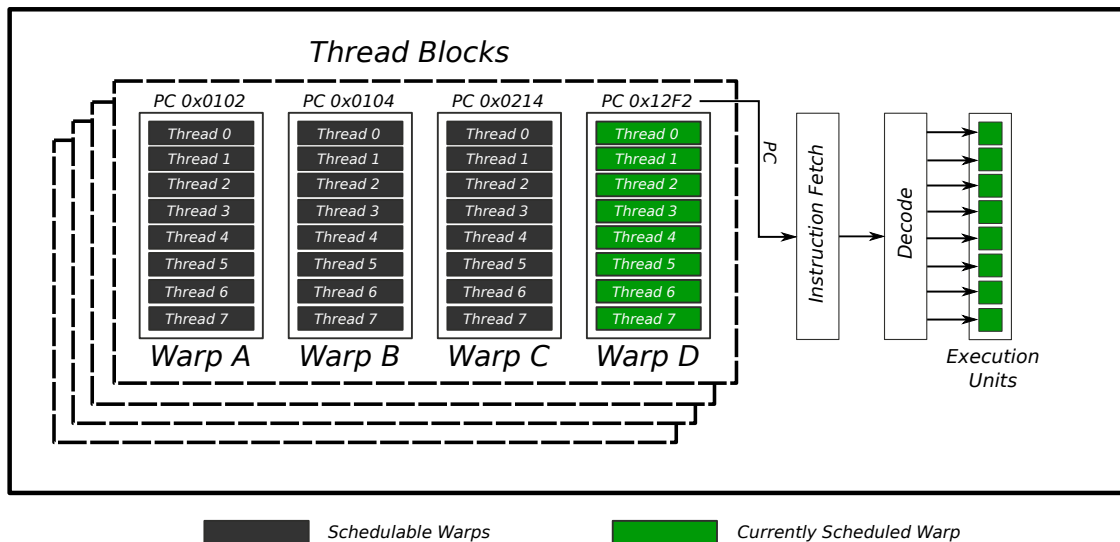 Thread Blocks
PC 0x0102 PC 0x0104 PC 0x0214 PC 0x12F2
Thread 0 Thread 0 Thread 0 Thread 0
Thread 1 Thread 1 Thread 1 Thread 1
Thread 2 Thread 2 Thread 2 Thread 2
Thread 3 Thread 3 Thread 3 Thread 3
Thread 4 Thread 4 Thread 4 Thread 4
Thread 5 Thread 5 Thread 5 Thread 5
Thread 6 Thread 6 Thread 6 Thread 6
Thread 7 Thread 7 Thread 7 Thread 7
Warp A Warp B Warp C Warp D
PC
Instruction Fetch
Decode
Execution
Units
Schedulable Warps
Currently Scheduled Warp